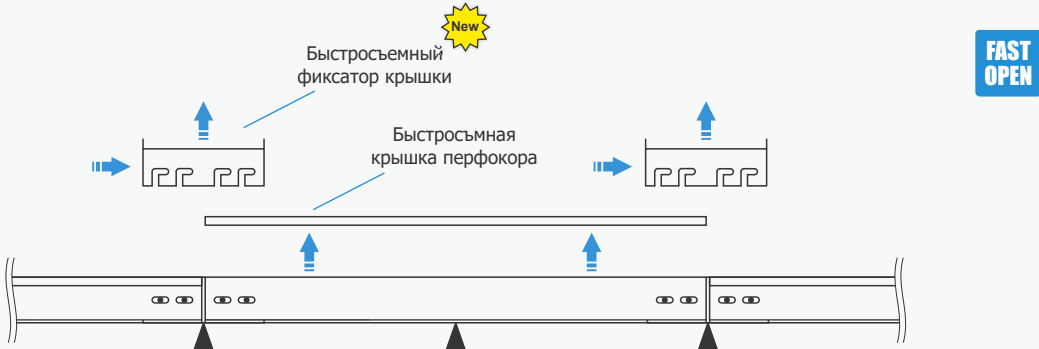 New
Быстросъемный
фиксатор крышки
FAST
OPEN
Быстросъмная
крышка перфокора